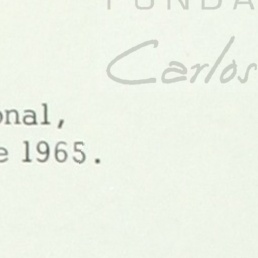 FUNDA
Carlos
onal,
e 1965.